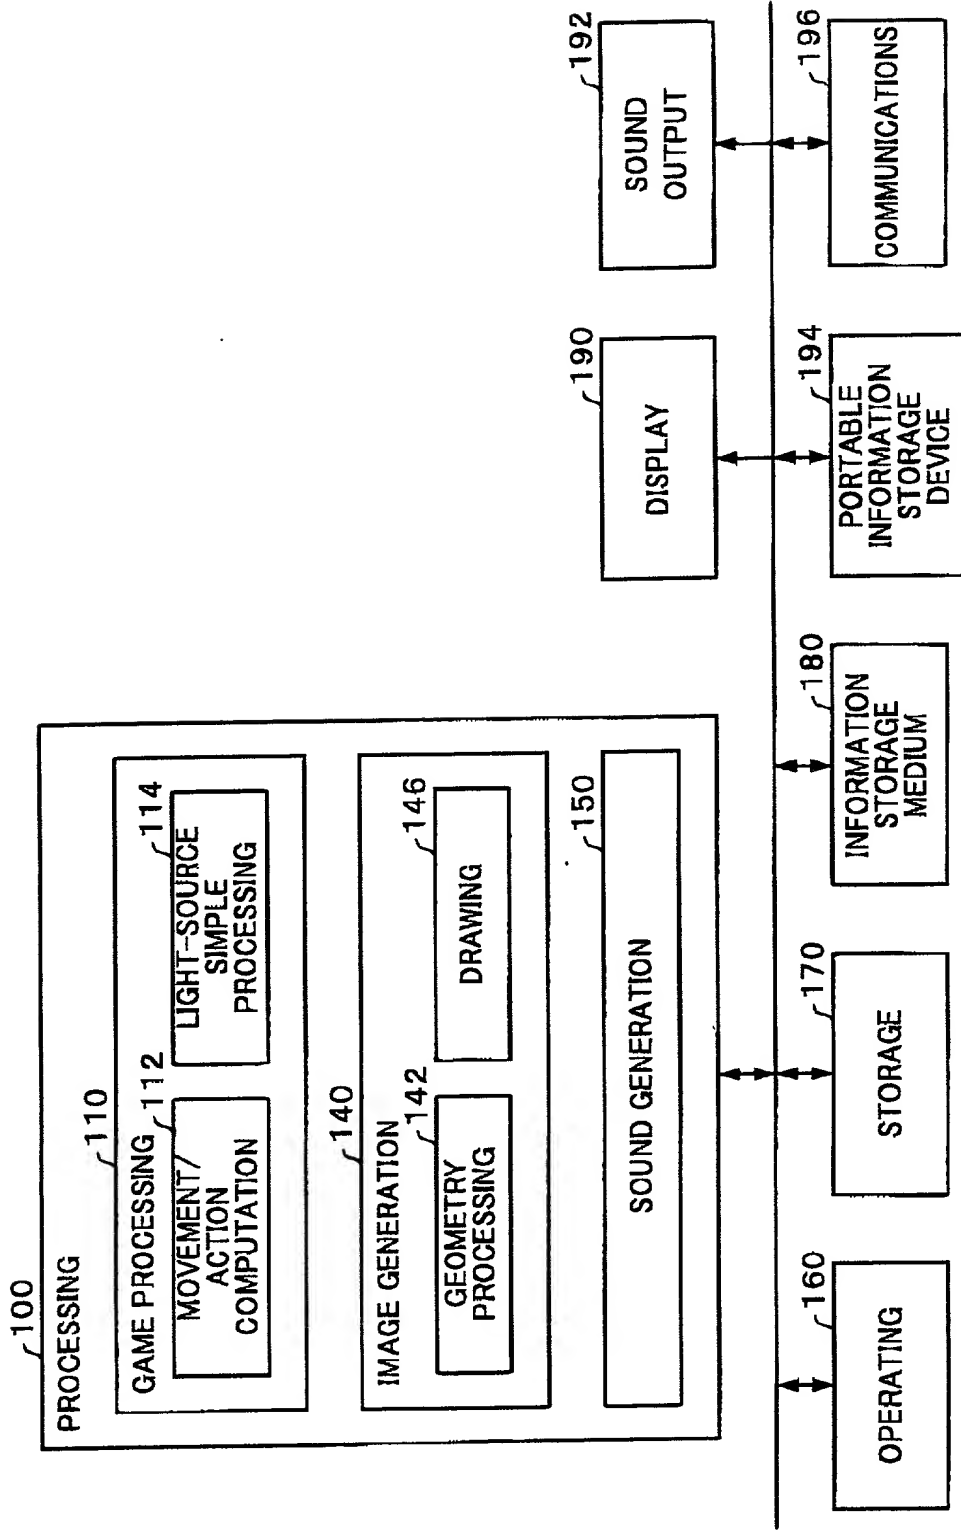 100
PROCESSING
110
GAME PROCESSING
112
MOVEMENT/
ACTION
COMPUTATION
114
LIGHT-SOURCE
SIMPLE
PROCESSING
140
IMAGE GENERATION
142
GEOMETRY
PROCESSING
146
DRAWING
150
SOUND GENERATION
190
DISPLAY
192
SOUND
OUTPUT
160
OPERATING
170
STORAGE
180
INFORMATION
STORAGE
MEDIUM
194
PORTABLE
INFORMATION
STORAGE
DEVICE
196
COMMUNICATIONS